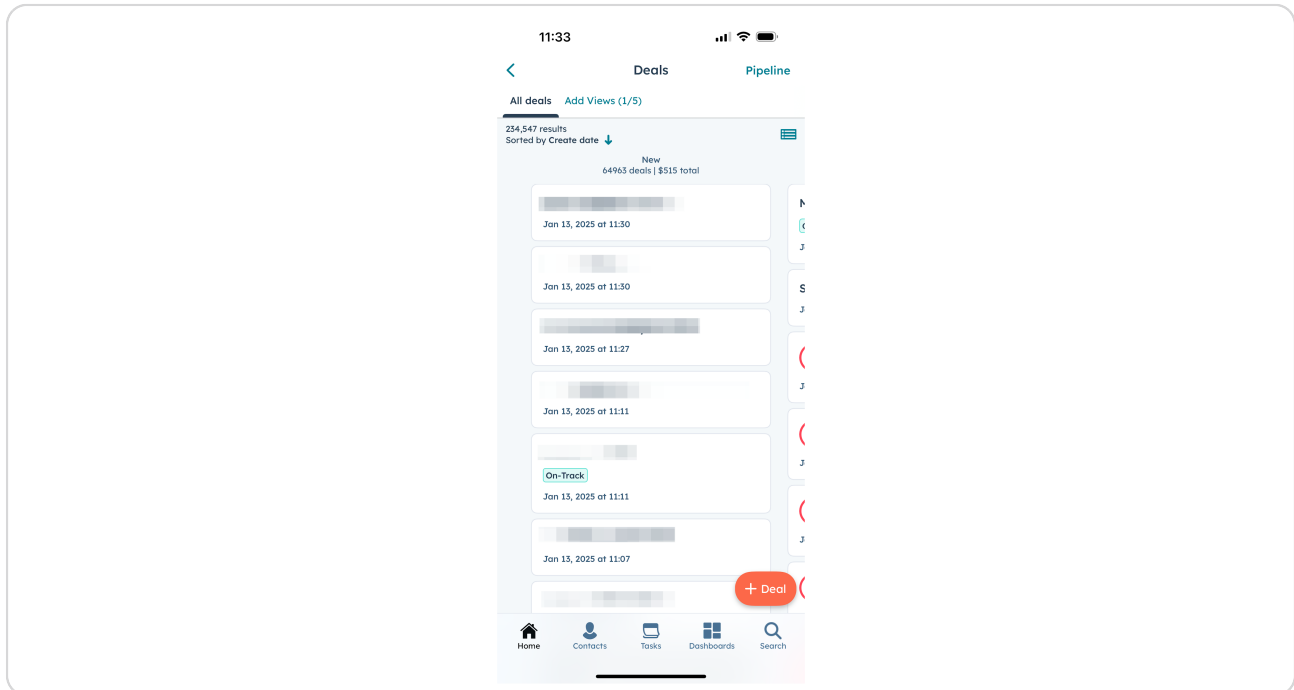 11:33
Deals
Pipeline
All deals
Add Views (1/5)
234,547 results
Sorted by Create date
New
64963 deals | $515 total
Jan 13, 2025 at 11:30
Jan 13, 2025 at 11:30
Jan 13, 2025 at 11:27
Jan 13, 2025 at 11:11
On-Track
Jan 13, 2025 at 11:11
Jan 13, 2025 at 11:07
+ Deal
Home
Contacts
Tasks
Dashboards
Search